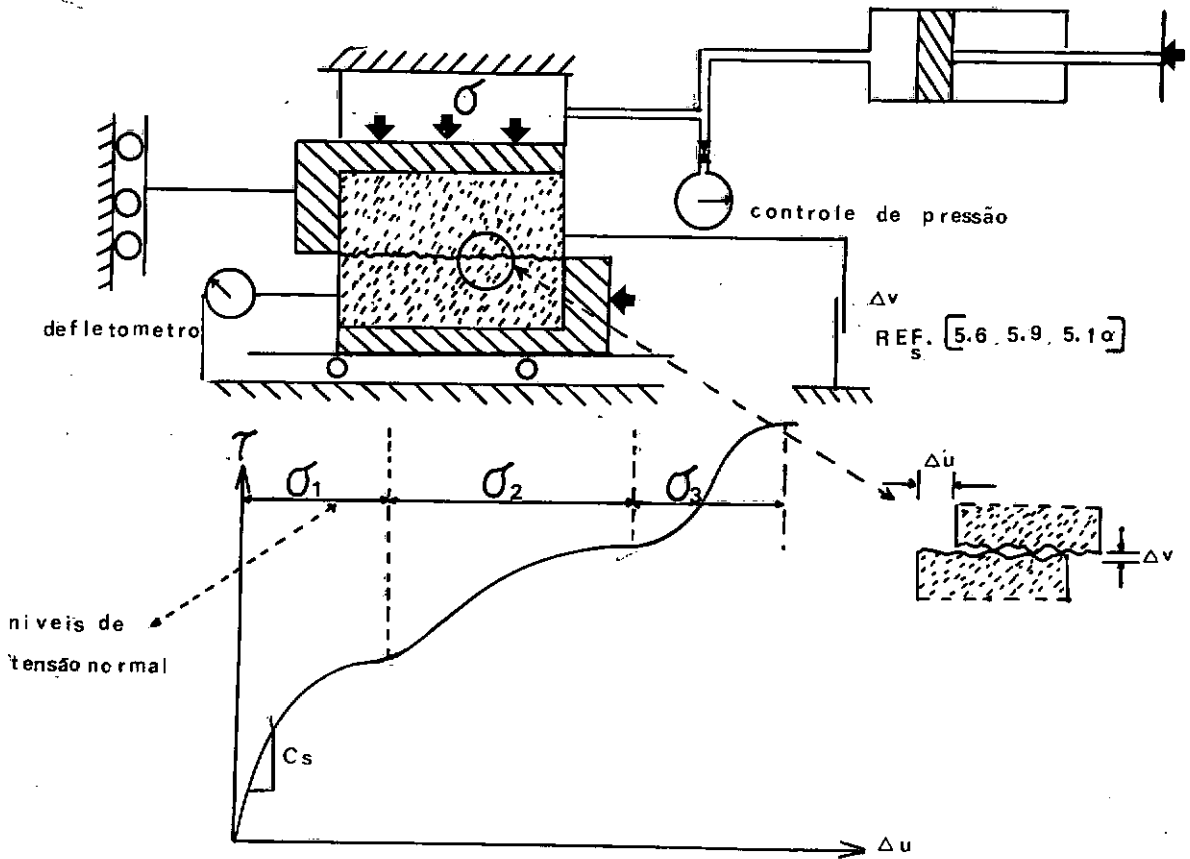 σ
controle de pressão
defletometro
Δv
REFs. [5.6, 5.9, 5.1α]
τ
σ1
σ2
σ3
Δu
Δv
niveis de
tensão normal
Cs
Δu